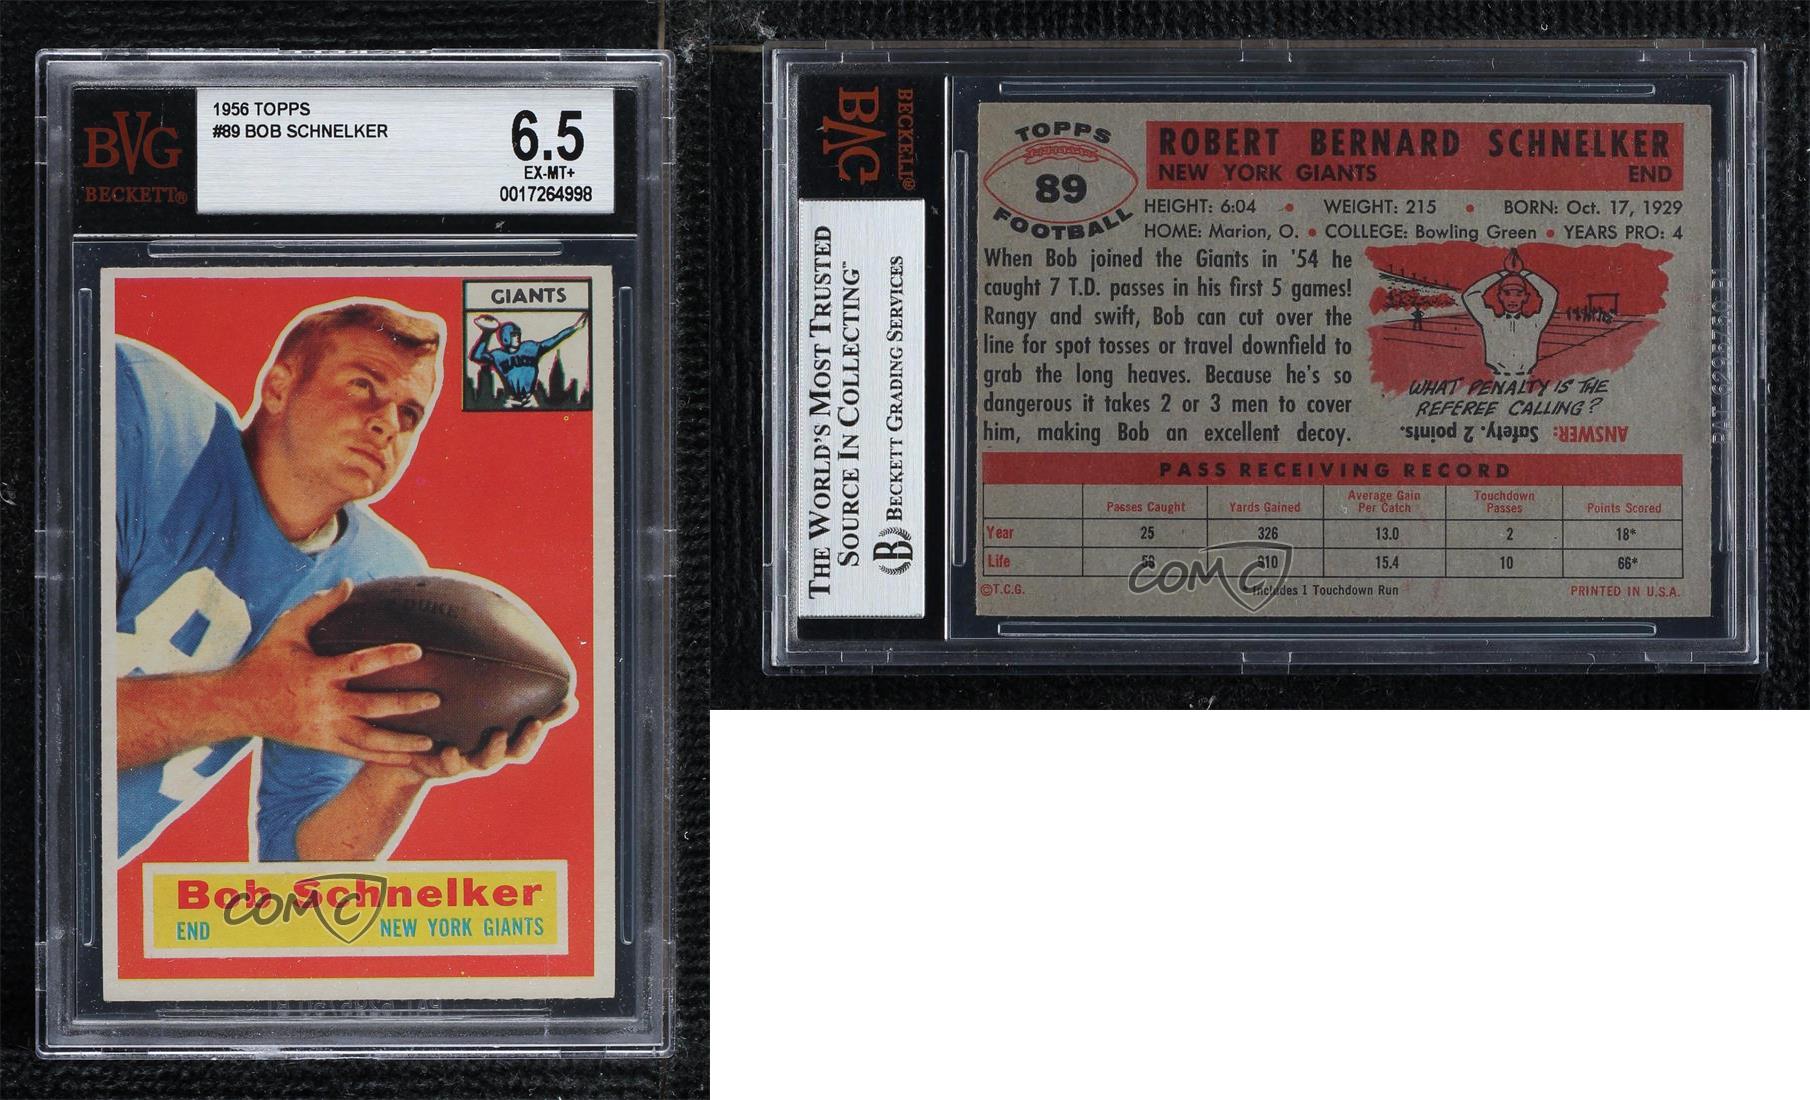 BVG
BECKETT®
1956 TOPPS
#89 BOB SCHNELKER
6.5
EX-MT+
0017264998
GIANTS
DUKE
Bob Schnelker
END NEW YORK GIANTS
COMC
BVG
BECKETT®
THE WORLD'S MOST TRUSTED
SOURCE IN COLLECTING™
B BECKETT GRADING SERVICES
TOPPS
89
FOOTBALL
ROBERT BERNARD SCHNELKER
NEW YORK GIANTS END
HEIGHT: 6:04 • WEIGHT: 215 • BORN: Oct. 17, 1929
HOME: Marion, O. • COLLEGE: Bowling Green • YEARS PRO: 4
When Bob joined the Giants in '54 he
caught 7 T.D. passes in his first 5 games!
Rangy and swift, Bob can cut over the
line for spot tosses or travel downfield to
grab the long heaves. Because he's so
dangerous it takes 2 or 3 men to cover
him, making Bob an excellent decoy.
WHAT PENALTY IS THE
REFEREE CALLING?
ANSWER: Safety. 2 points.
PASS RECEIVING RECORD
Passes Caught Yards Gained Average Gain Per Catch Touchdown Passes Points Scored
Year 25 326 13.0 2 18*
Life 15.4 10 66*
©T.C.G. Includes 1 Touchdown Run PRINTED IN U.S.A.
COMC